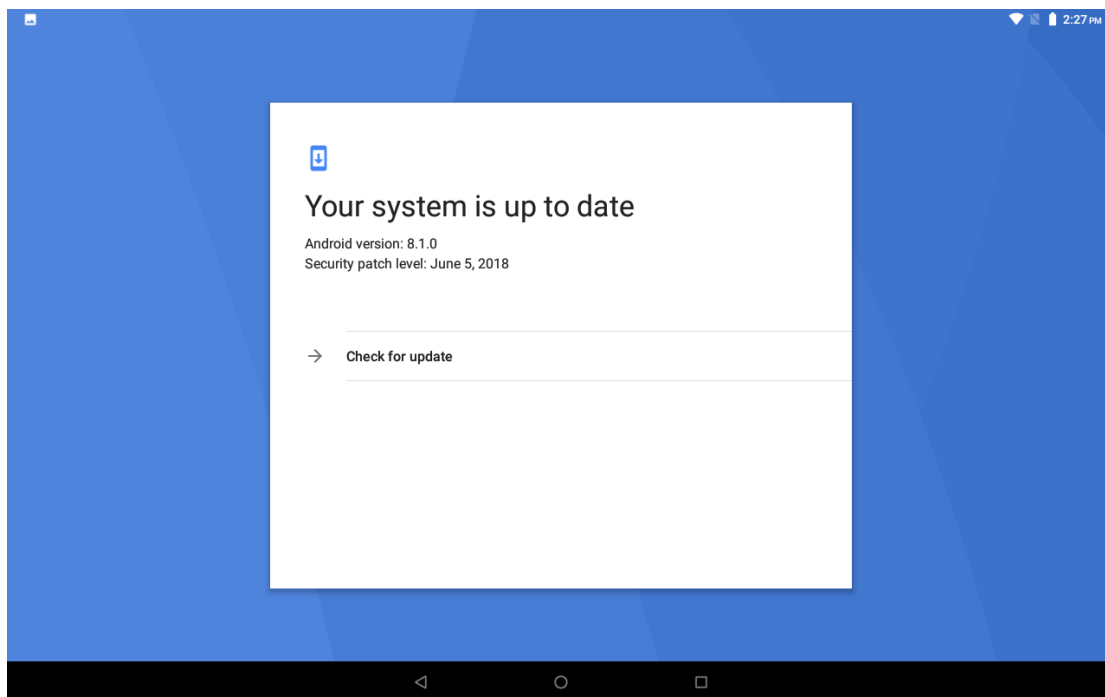 2:27 PM
Your system is up to date
Android version: 8.1.0
Security patch level: June 5, 2018
Check for update